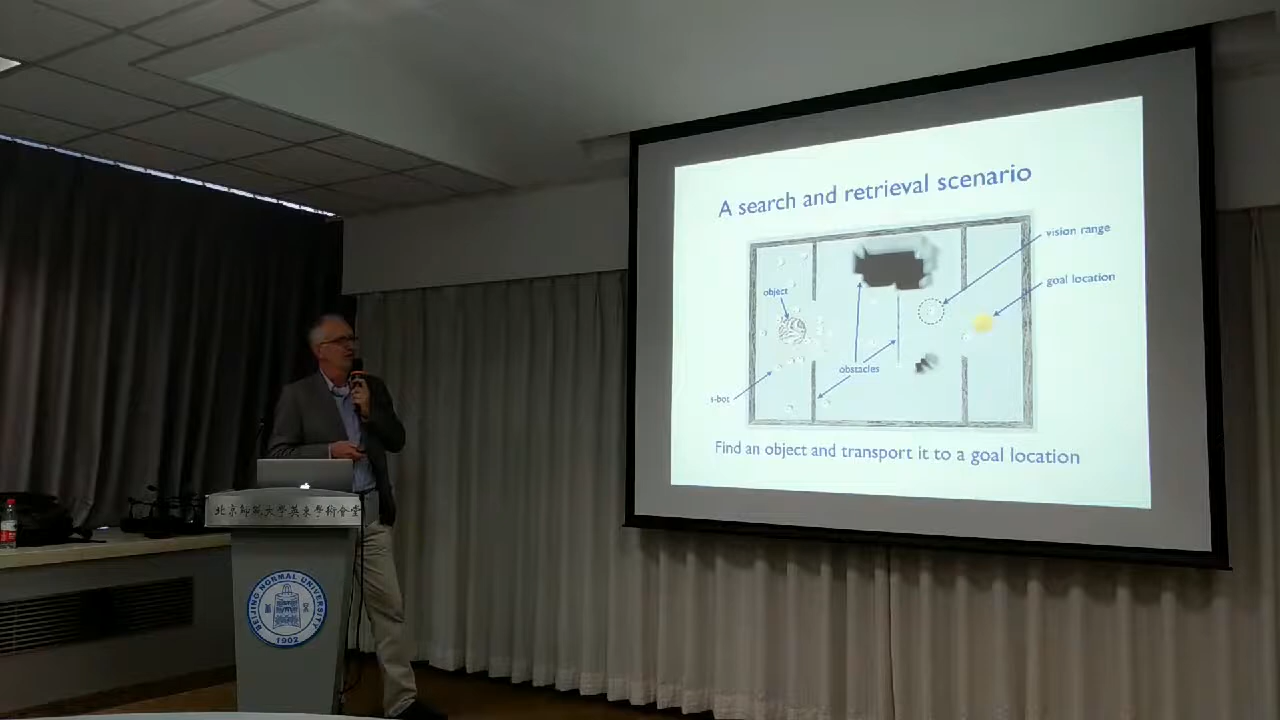 A search and retrieval scenario
vision range
goal location
object
obstacles
s-bot
Find an object and transport it to a goal location
北京師範大學英東學術會堂
BEIJING NORMAL UNIVERSITY
1902